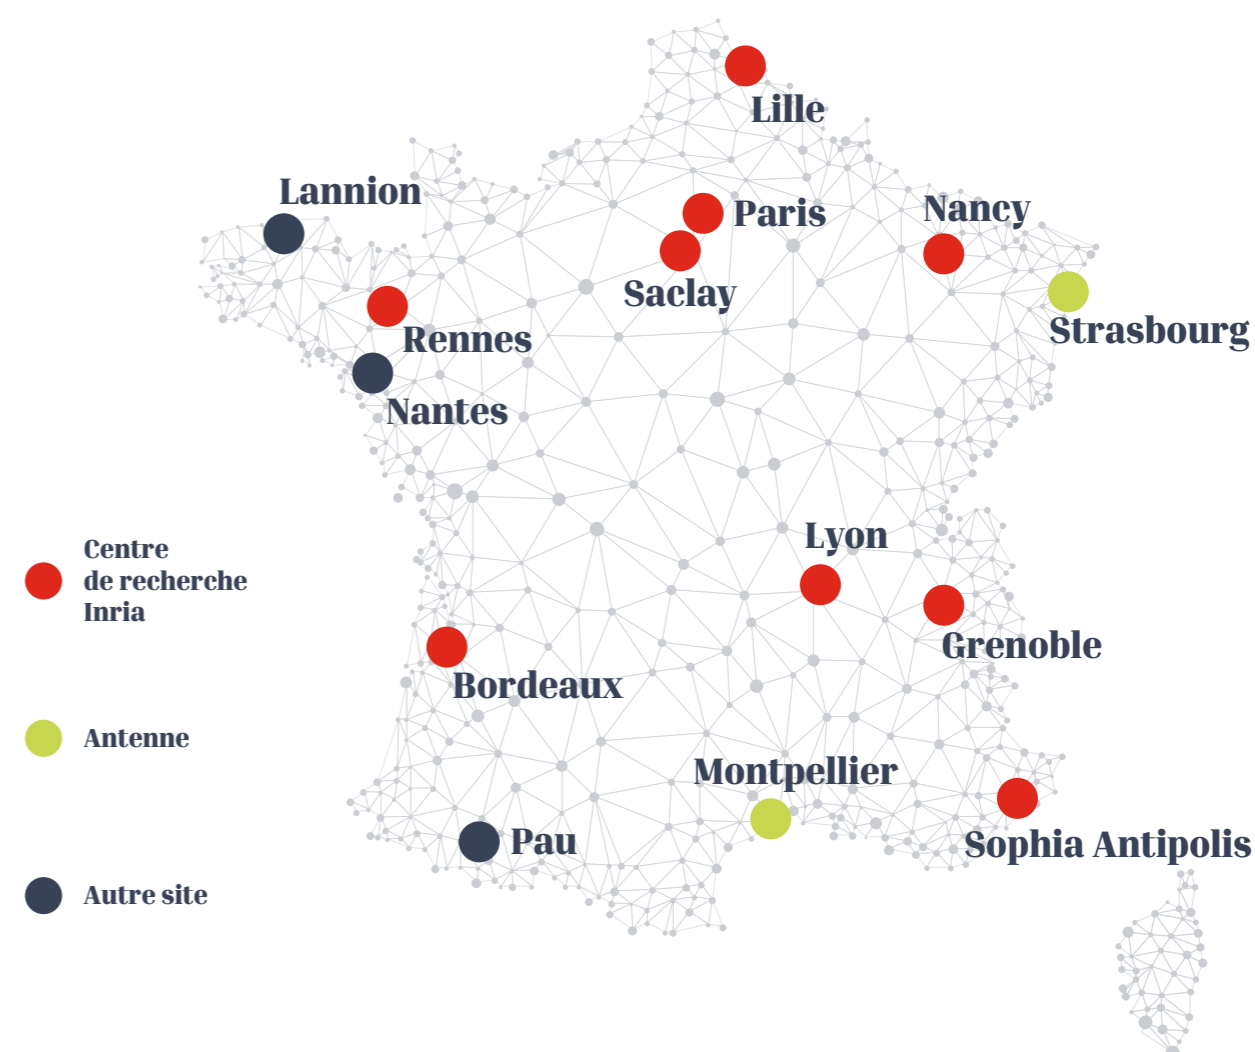 Lille
Lannion
Paris
Nancy
Saclay
Strasbourg
Rennes
Nantes
Lyon
Centre
de recherche
Inria
Grenoble
Bordeaux
Antenne
Montpellier
Pau
Sophia Antipolis
Autre site